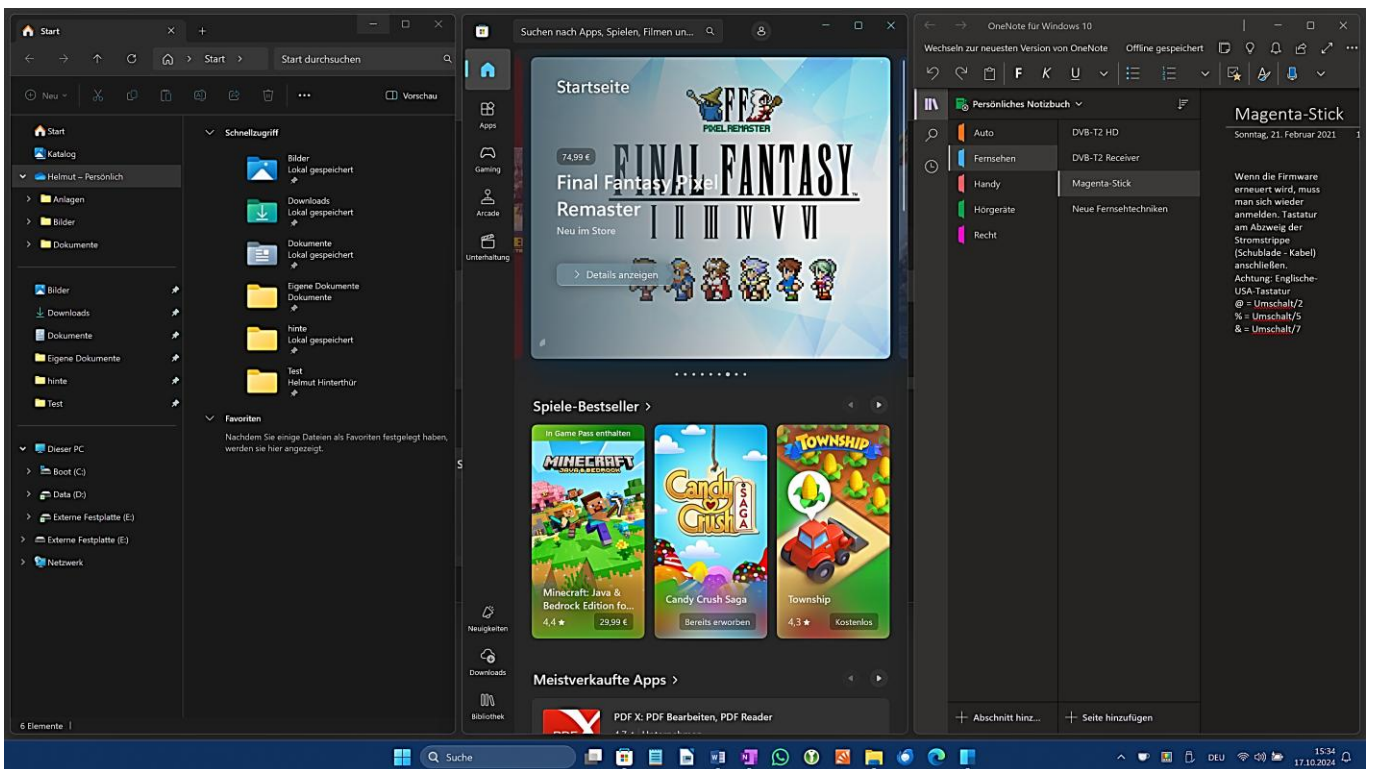 Start
Start
Start durchsuchen
Neu
Vorschau
Start
Katalog
Helmut – Persönlich
Anlagen
Bilder
Dokumente
Bilder
Downloads
Dokumente
Eigene Dokumente
hinte
Test
Dieser PC
Boot (C:)
Data (D:)
Externe Festplatte (E:)
Externe Festplatte (E:)
Netzwerk
Schnellzugriff
Bilder
Lokal gespeichert
Downloads
Lokal gespeichert
Dokumente
Lokal gespeichert
Eigene Dokumente
Dokumente
hinte
Lokal gespeichert
Test
Helmut Hinterthür
Favoriten
Nachdem Sie einige Dateien als Favoriten festgelegt haben,
werden sie hier angezeigt.
6 Elemente
Suchen nach Apps, Spielen, Filmen un...
Apps
Gaming
Arcade
Unterhaltung
Neuigkeiten
Downloads
Bibliothek
Startseite
FF
PIXEL REMASTER
74,99 €
FINAL FANTASY
Final Fantasy Pixel
Remaster
I II III IV V VI
Neu im Store
Details anzeigen
Spiele-Bestseller
In Game Pass enthalten
MINECRAFT
JAVA & BEDROCK
Minecraft: Java &
Bedrock Edition fo...
4,4 ★ 29,99 €
Candy
Crush
SAGA
Candy Crush Saga
Bereits erworben
TOWNSHIP
Township
4,3 ★ Kostenlos
Meistverkaufte Apps
PDF
PDF X: PDF Bearbeiten, PDF Reader
OneNote für Windows 10
Wechseln zur neuesten Version von OneNote Offline gespeichert
F K U
Persönliches Notizbuch
Auto
Fernsehen
Handy
Hörgeräte
Recht
DVB-T2 HD
DVB-T2 Receiver
Magenta-Stick
Neue Fernsehtechniken
Abschnitt hinz...
Seite hinzufügen
Magenta-Stick
Sonntag, 21. Februar 2021 1
Wenn die Firmware
erneuert wird, muss
man sich wieder
anmelden. Tastatur
am Abzweig der
Stromstrippe
(Schublade - Kabel)
anschließen.
Achtung: Englische-
USA-Tastatur
@ = Umschalt/2
% = Umschalt/5
& = Umschalt/7
Suche
DEU
15:34
17.10.2024